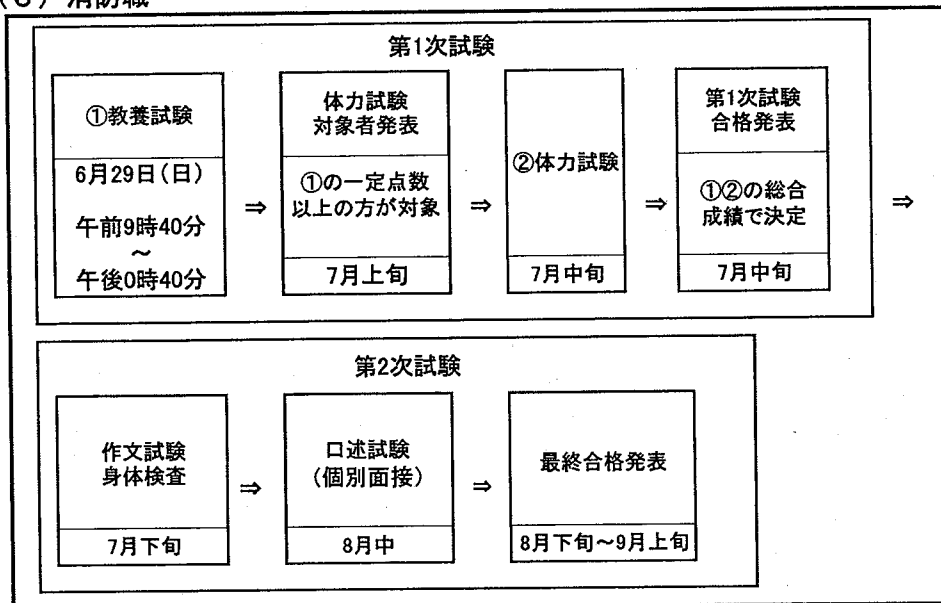 消防職
第1次試験
①教養試験
6月29日(日)
午前9時40分
~
午後0時40分
⇒
体力試験
対象者発表
①の一定点数
以上の方が対象
7月上旬
⇒
②体力試験
7月中旬
⇒
第1次試験
合格発表
①②の総合
成績で決定
7月中旬
⇒
第2次試験
作文試験
身体検査
7月下旬
⇒
口述試験
(個別面接)
8月中
⇒
最終合格発表
8月下旬~9月上旬